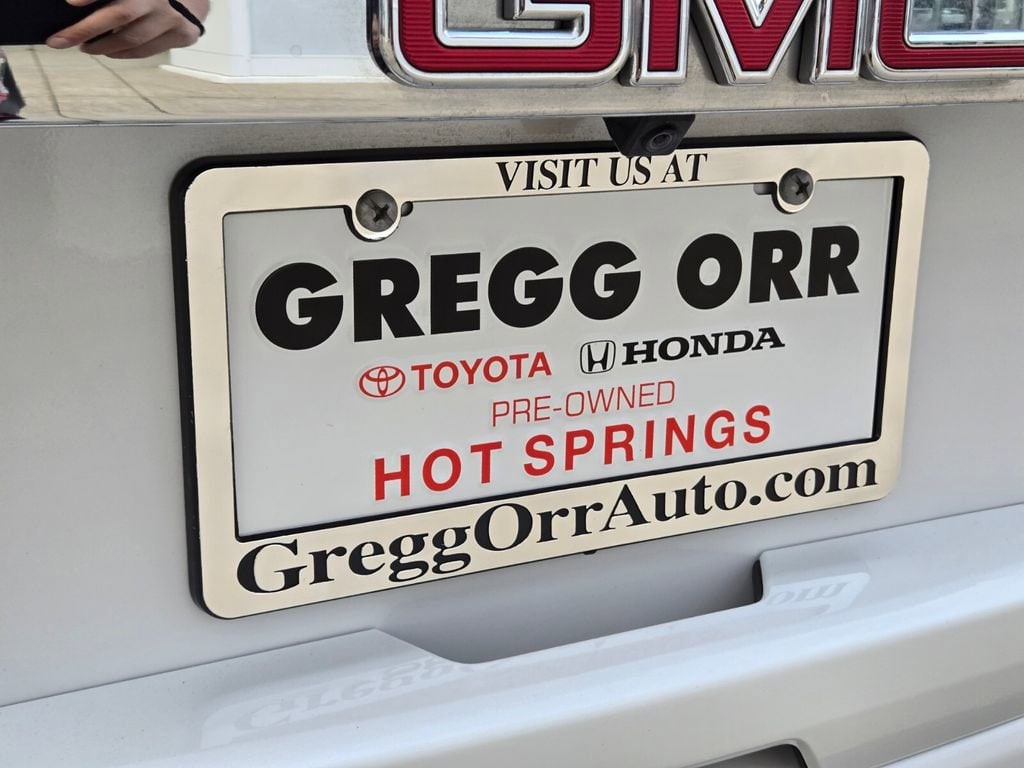 GMC
VISIT US AT
GREGG ORR
TOYOTA HONDA
PRE-OWNED
HOT SPRINGS
GreggOrrAuto.com